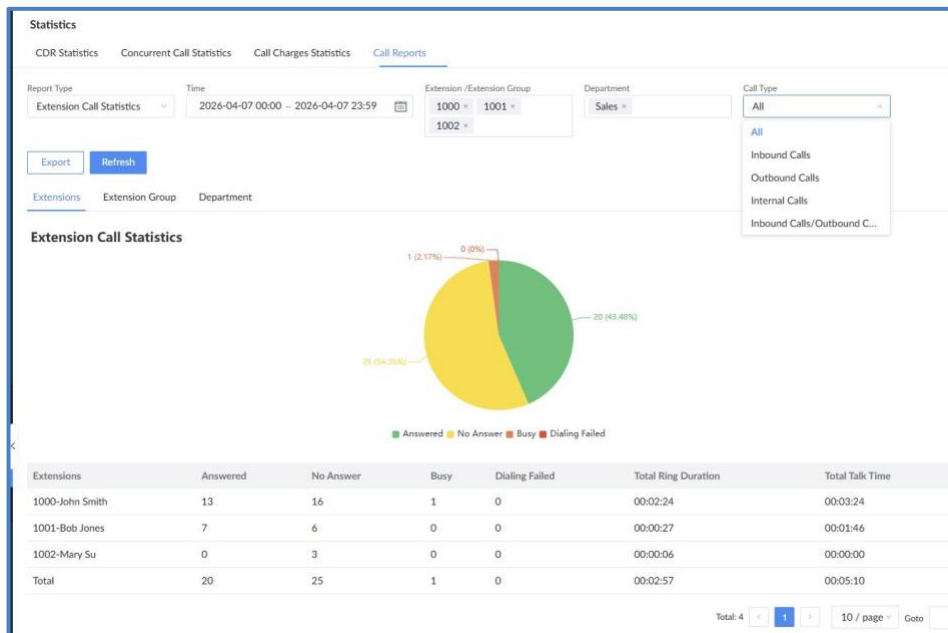 Statistics
CDR Statistics Concurrent Call Statistics Call Charges Statistics Call Reports
Report Type Time Extension /Extension Group Department Call Type
Extension Call Statistics 2026-04-07 00:00 – 2026-04-07 23:59 1000 × 1001 × Sales × All
1002 ×
All
Inbound Calls
Outbound Calls
Internal Calls
Inbound Calls/Outbound C...
Export Refresh
Extensions Extension Group Department
Extension Call Statistics
0 (0%)
1 (2.17%)
20 (43.48%)
25 (54.35%)
Answered No Answer Busy Dialing Failed
Extensions Answered No Answer Busy Dialing Failed Total Ring Duration Total Talk Time
1000-John Smith 13 16 1 0 00:02:24 00:03:24
1001-Bob Jones 7 6 0 0 00:00:27 00:01:46
1002-Mary Su 0 3 0 0 00:00:06 00:00:00
Total 20 25 1 0 00:02:57 00:05:10
Total: 4 < 1 > 10 / page Goto